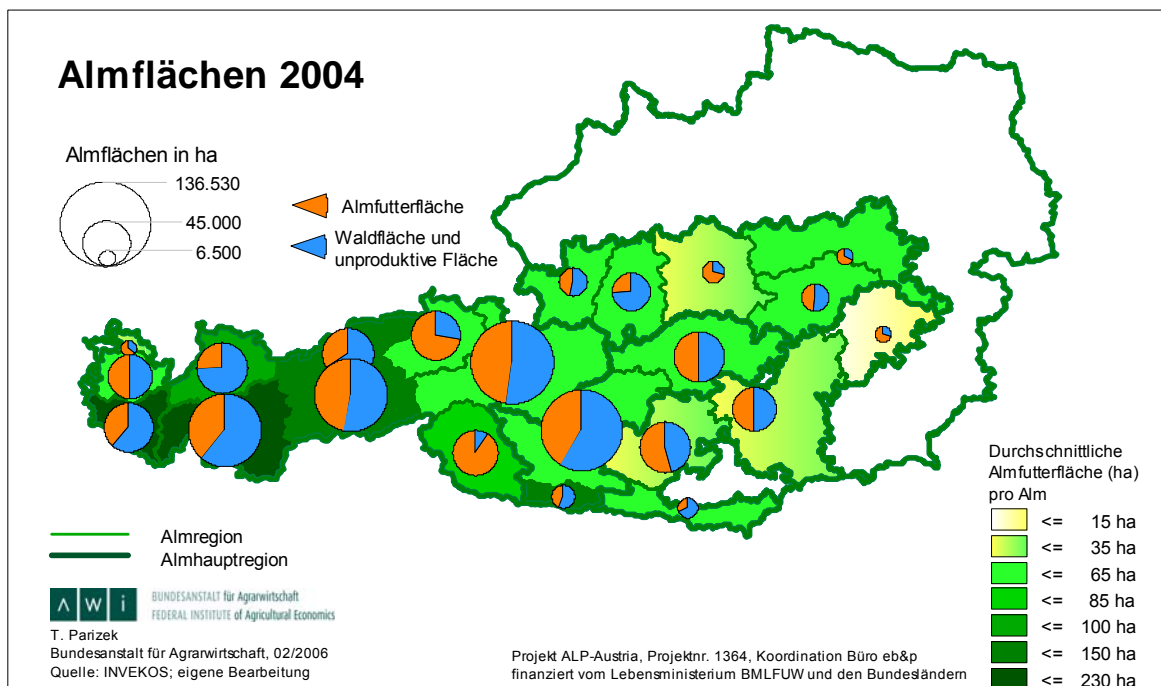 Almflächen 2004
Almflächen in ha
136.530
45.000
6.500
Almfutterfläche
Waldfläche und
unproduktive Fläche
Durchschnittliche
Almfutterfläche (ha)
pro Alm
<= 15 ha
<= 35 ha
<= 65 ha
<= 85 ha
<= 100 ha
<= 150 ha
<= 230 ha
Almregion
Almhauptregion
AWI
BUNDESANSTALT für Agrarwirtschaft
FEDERAL INSTITUTE of Agricultural Economics
T. Parizek
Bundesanstalt für Agrarwirtschaft, 02/2006
Quelle: INVEKOS; eigene Bearbeitung
Projekt ALP-Austria, Projektnr. 1364, Koordination Büro eb&p
finanziert vom Lebensministerium BMLFUW und den Bundesländern